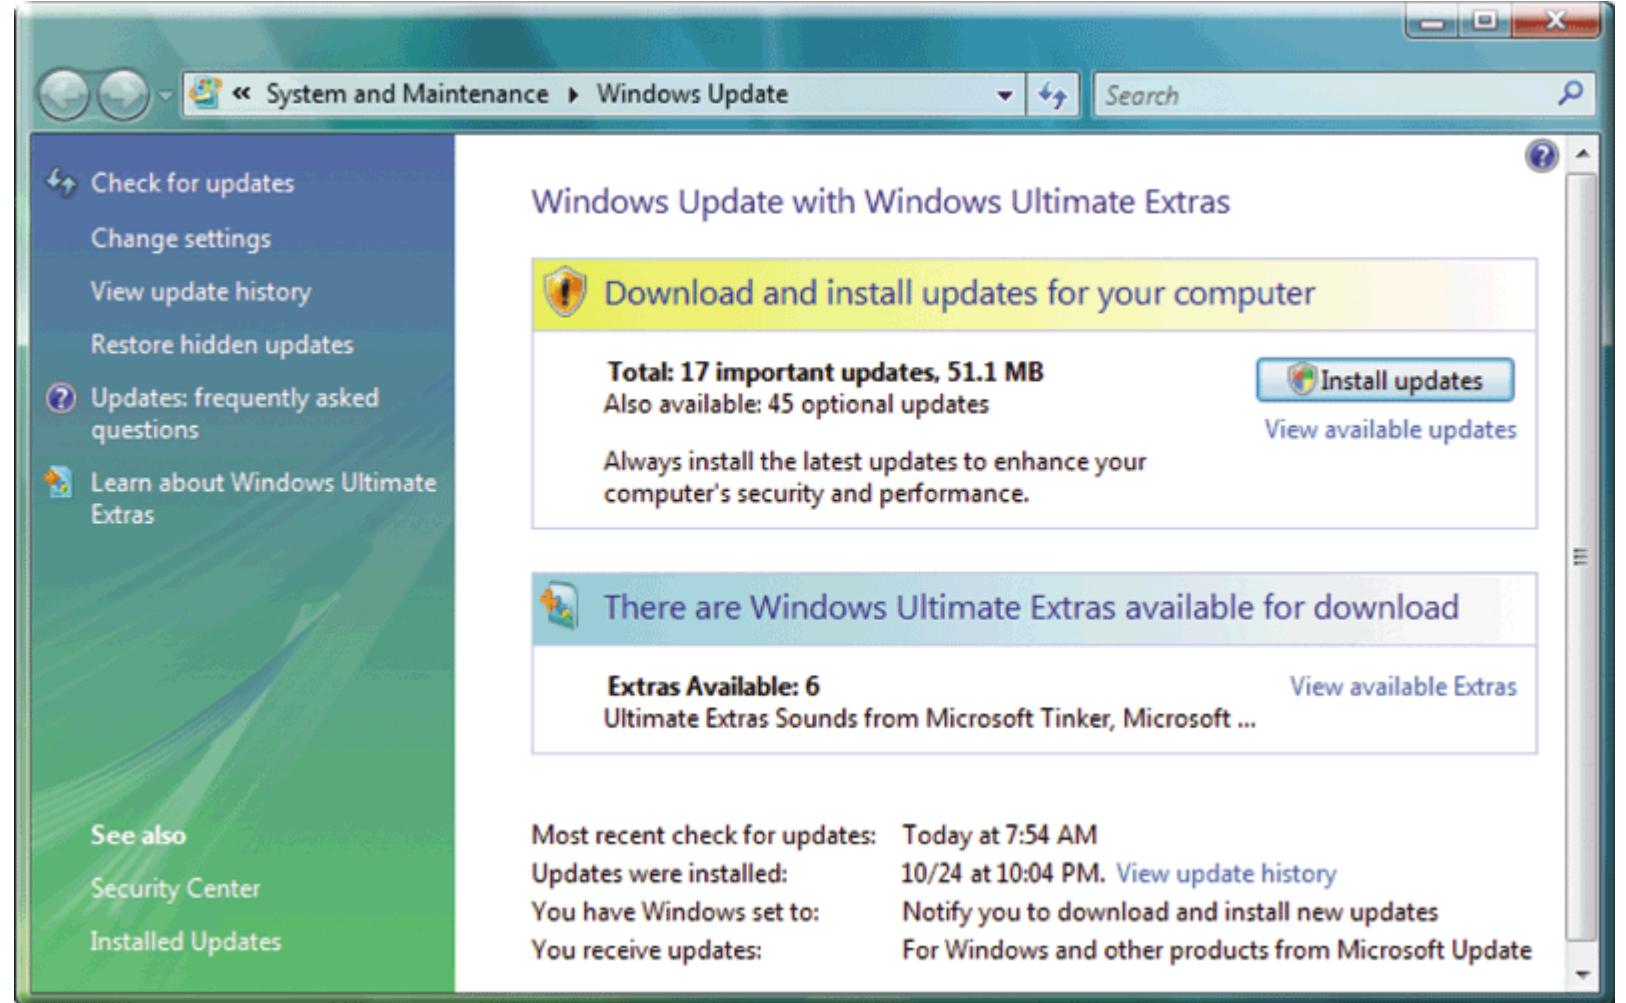 « System and Maintenance ▸ Windows Update
Search
Check for updates
Change settings
View update history
Restore hidden updates
Updates: frequently asked
questions
Learn about Windows Ultimate
Extras
See also
Security Center
Installed Updates
Windows Update with Windows Ultimate Extras
Download and install updates for your computer
Total: 17 important updates, 51.1 MB
Also available: 45 optional updates
Install updates
View available updates
Always install the latest updates to enhance your
computer's security and performance.
There are Windows Ultimate Extras available for download
Extras Available: 6
View available Extras
Ultimate Extras Sounds from Microsoft Tinker, Microsoft ...
Most recent check for updates: Today at 7:54 AM
Updates were installed: 10/24 at 10:04 PM. View update history
You have Windows set to: Notify you to download and install new updates
You receive updates: For Windows and other products from Microsoft Update